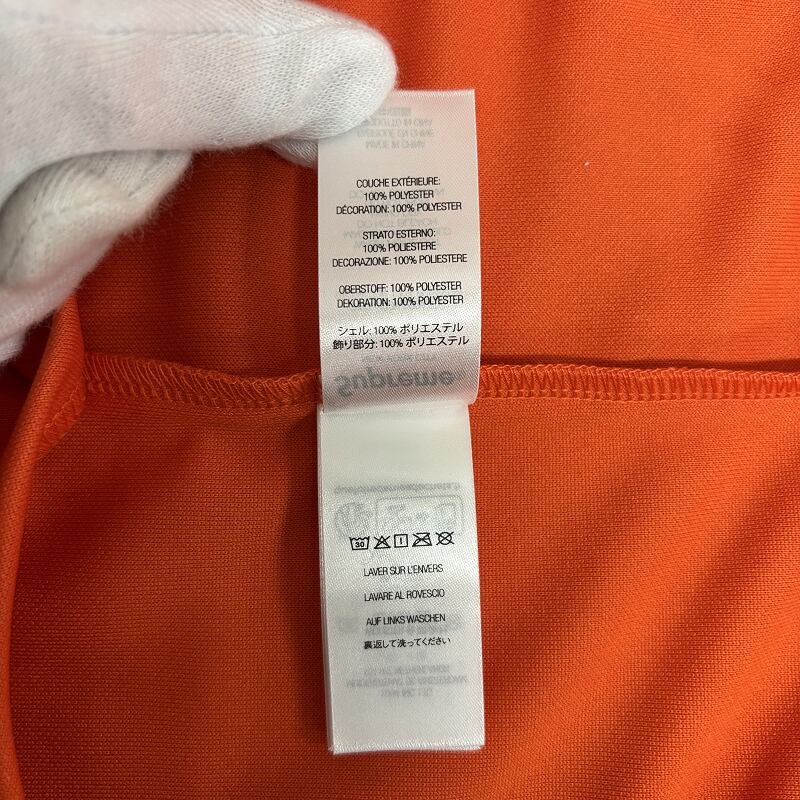 COUCHE EXTÉRIEURE:
100% POLYESTER
DÉCORATION: 100% POLYESTER
STRATO ESTERNO:
100% POLIESTERE
DECORAZIONE: 100% POLIESTERE
OBERSTOFF: 100% POLYESTER
DEKORATION: 100% POLYESTER
シェル: 100% ポリエステル
飾り部分: 100% ポリエステル
Supreme
30
LAVER SUR L'ENVERS
LAVARE AL ROVESCIO
AUF LINKS WASCHEN
裏返して洗ってください